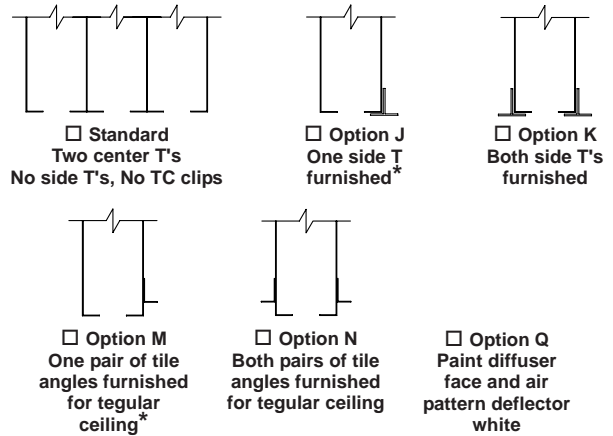 ☐ Standard
Two center T's
No side T's, No TC clips
☐ Option J
One side T
furnished*
☐ Option K
Both side T's
furnished
☐ Option M
One pair of tile
angles furnished
for tegular
ceiling*
☐ Option N
Both pairs of tile
angles furnished
for tegular ceiling
☐ Option Q
Paint diffuser
face and air
pattern deflector
white